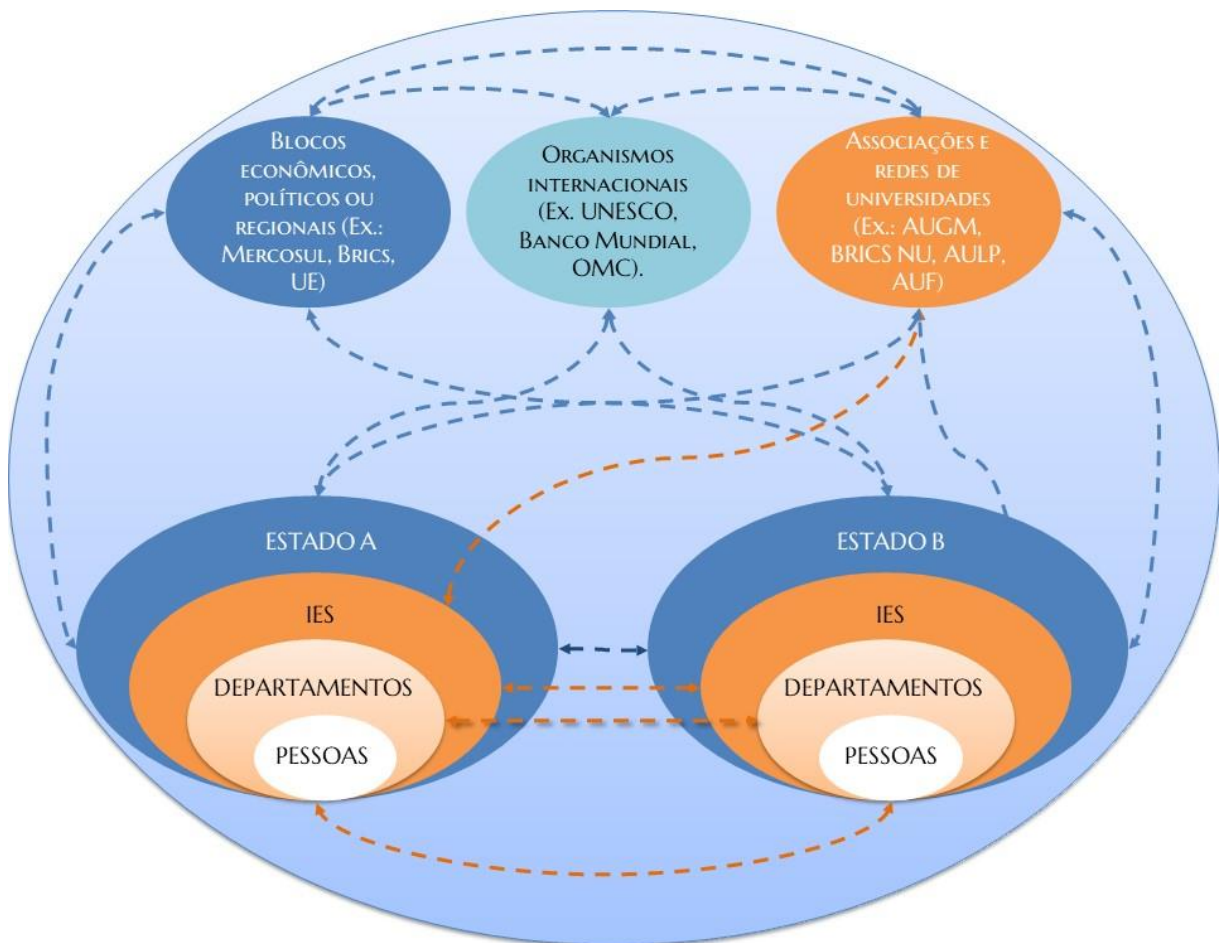 BLOCOS
ECONÔMICOS,
POLÍTICOS OU
REGIONAIS (EX.:
MERCOSUL, BRICS,
UE)
ORGANISMOS
INTERNACIONAIS
(EX. UNESCO,
BANCO MUNDIAL,
OMC).
ASSOCIAÇÕES E
REDES DE
UNIVERSIDADES
(EX.: AUGM,
BRICS NU, AULP,
AUF)
ESTADO A
IES
DEPARTAMENTOS
PESSOAS
ESTADO B
IES
DEPARTAMENTOS
PESSOAS